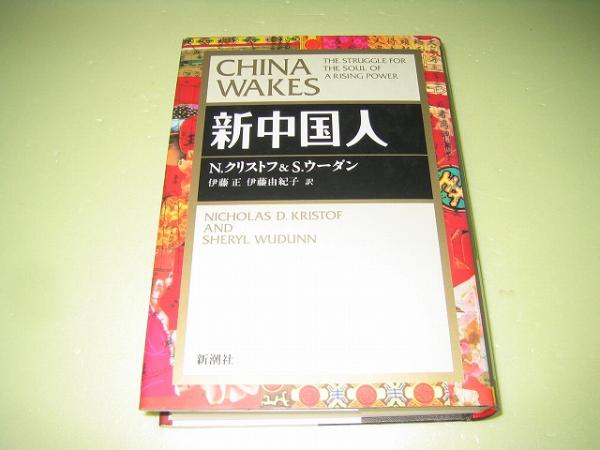 CHINA
WAKES
THE STRUGGLE FOR
THE SOUL OF
A RISING POWER
新中国人
N.クリストフ&S.ウーダン
伊藤正 伊藤由紀子 訳
NICHOLAS D. KRISTOF
AND
SHERYL WUDUNN
新潮社